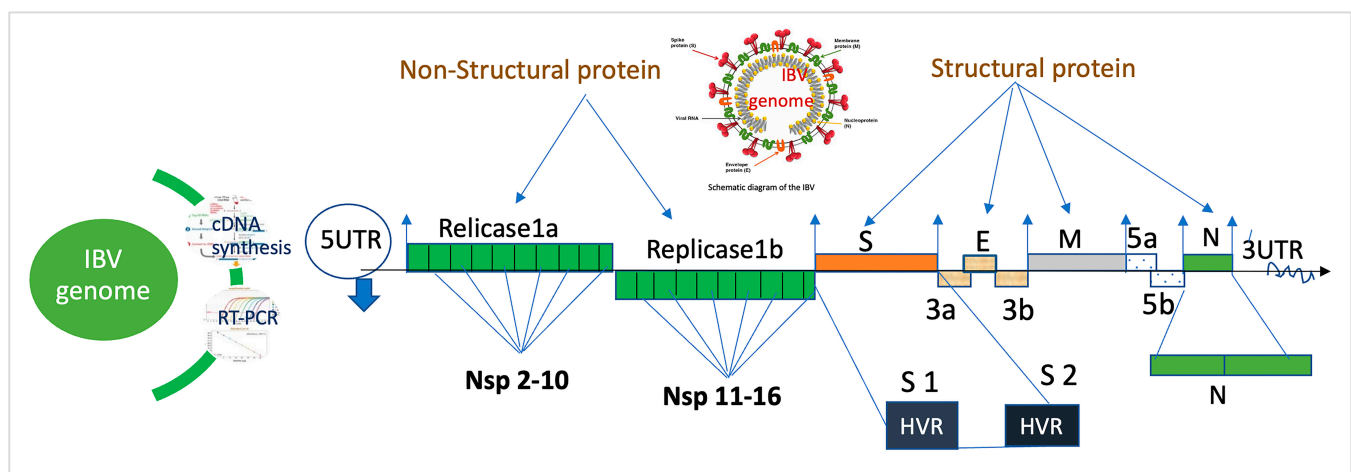 Non-Structural protein
Structural protein
Spike
protein (S)
Membrane
protein (M)
IBV
genome
Viral RNA
Nucleoprotein
(N)
Envelope
protein (E)
Schematic diagram of the IBV
IBV
genome
cDNA
synthesis
RT-PCR
5UTR
Relicase1a
Replicase1b
S
E
M
5a
N
3UTR
3a
3b
5b
Nsp 2-10
Nsp 11-16
S 1
S 2
HVR
HVR
N